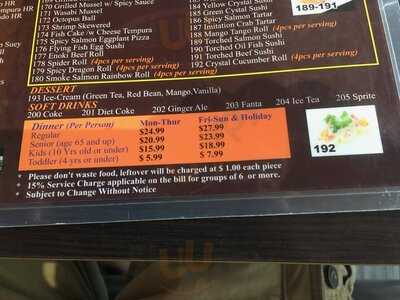 170 Grilled Mussel w/ Spicy Sauce
171 Wasabi Mussel
172 Octopus Ball
173 Shrimp Skewered
174 Fish Cake /w Cheese Tempura
175 Spicy Salmon Eggplant Pizza
176 Flying Fish Egg Sushi
177 Enoki Beef Roll
178 Spider Roll (4pcs per serving)
179 Spicy Dragon Roll (4pcs per serving)
180 Smoke Salmon Rainbow Roll (4pcs per serving)
184 Yellow Crystal Sushi
185 Green Cystal Sushi
186 Spicy Salmon Tartar
187 Imitation Crab Tartar
188 Mango Tango Roll (4pcs per serving)
189 Torched Salmon Sushi
190 Torched Oil Fish Sushi
191 Torched Beef Sushi
192 Crystal Cucumber Roll (4pcs per serving)
189-191
DESSERT
193 Ice Cream (Green Tea, Red Bean, Mango,Vanilla)
SOFT DRINKS
200 Coke 201 Diet Coke 202 Ginger Ale 203 Fanta 204 Ice Tea 205 Sprite
Dinner (Per Person) Mon-Thur Fri-Sun & Holiday
Regular $24.99 $27.99
Senior (age 65 and up) $20.99 $23.99
Kids (10 Yrs old or under) $15.99 $18.99
Toddler (4 yrs or under) $ 5.99 $ 7.99
192
* Please don't waste food, leftover will be charged at $ 1.00 each piece
* 15% Service Charge applicable on the bill for groups of 6 or more.
* Subject to Change Without Notice